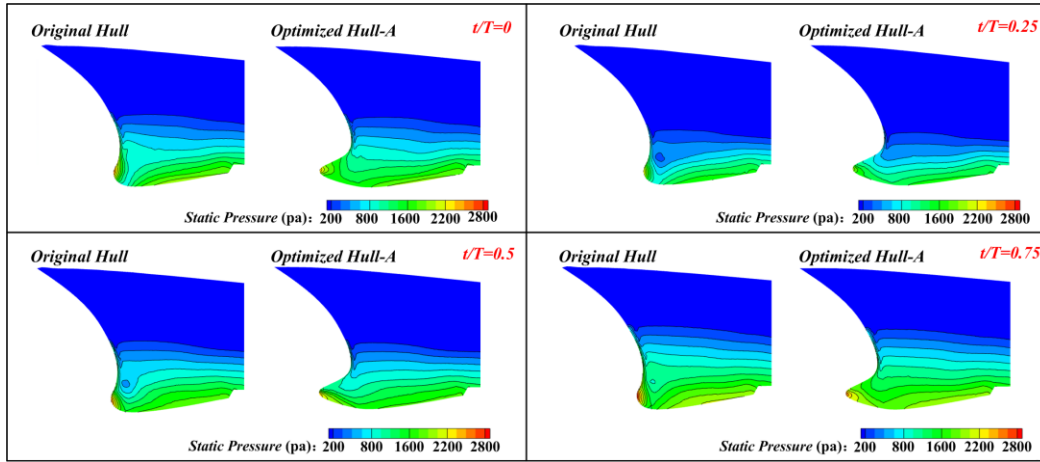 Original Hull Optimized Hull-A t/T=0
Static Pressure (pa): 200 800 1600 2200 2800
Original Hull Optimized Hull-A t/T=0.25
Static Pressure (pa): 200 800 1600 2200 2800
Original Hull Optimized Hull-A t/T=0.5
Static Pressure (pa): 200 800 1600 2200 2800
Original Hull Optimized Hull-A t/T=0.75
Static Pressure (pa): 200 800 1600 2200 2800